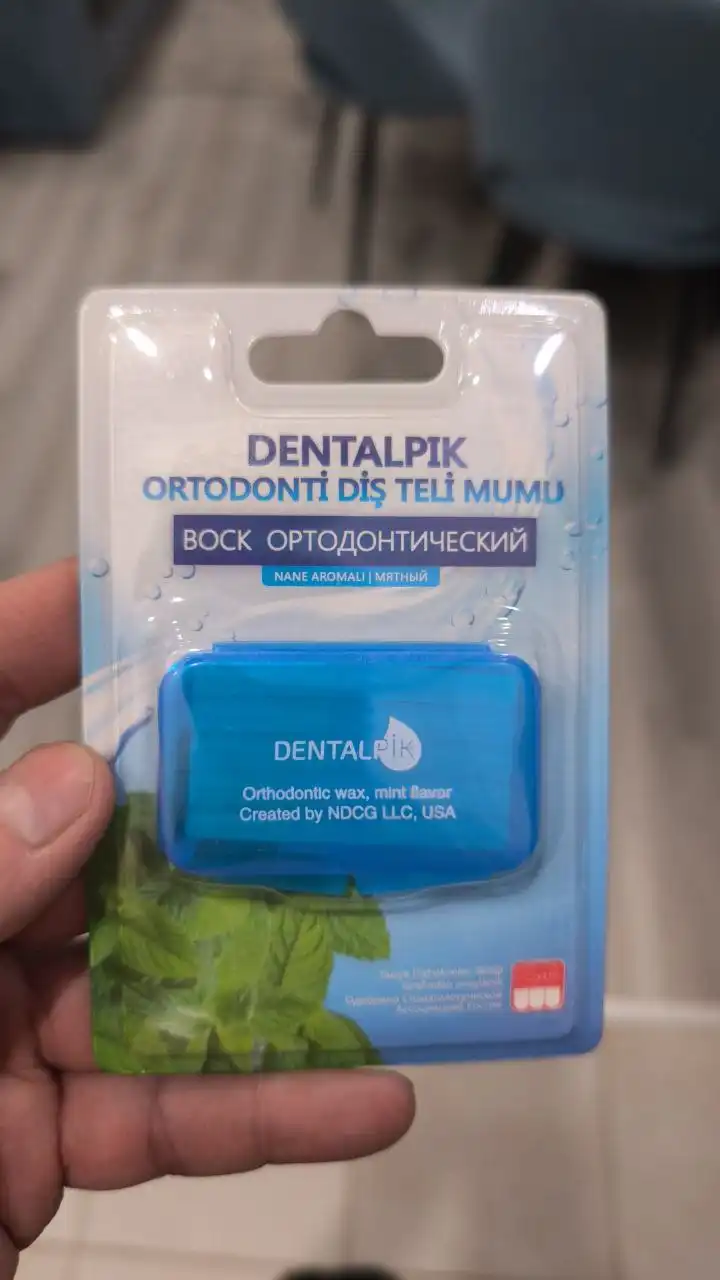 DENTALPIK
ORTODONTİ DİŞ TELİ MUMU
ВОСК ОРТОДОНТИЧЕСКИЙ
NANE AROMALI | МЯТНЫЙ
DENTALPİK
Orthodontic wax, mint flavor
Created by NDCG LLC, USA